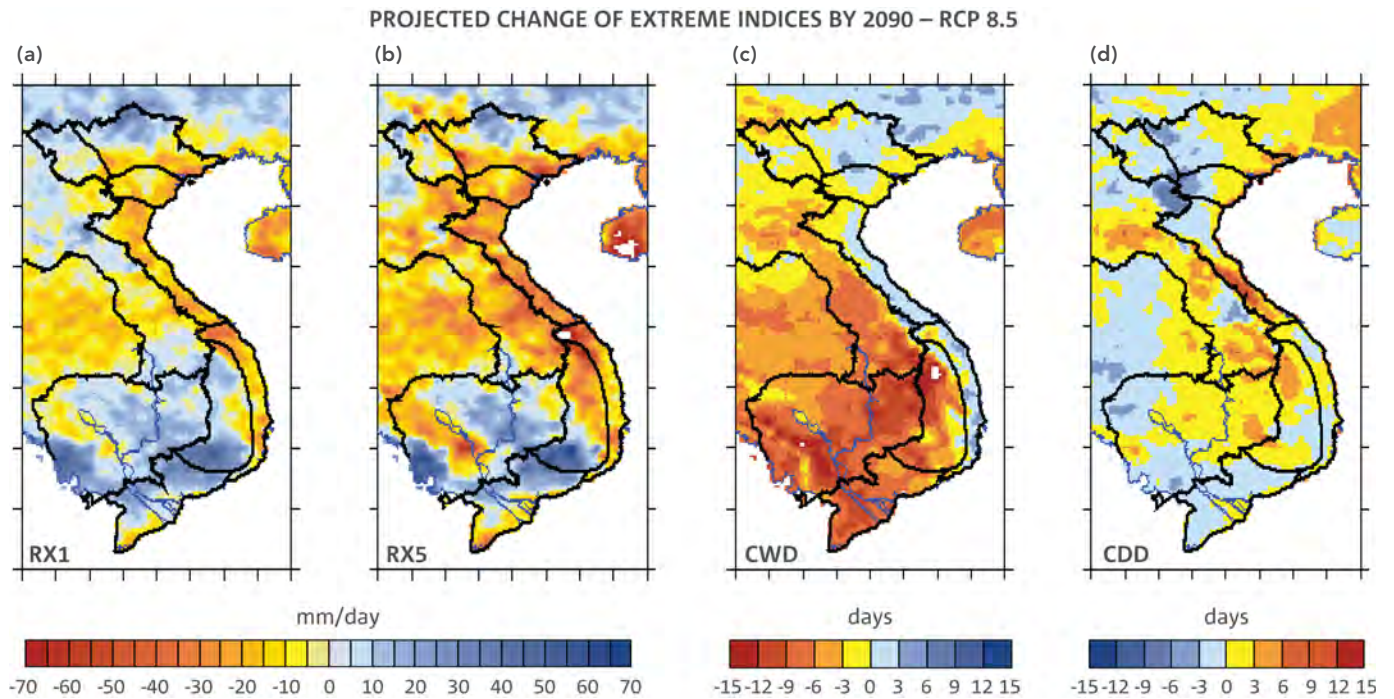 PROJECTED CHANGE OF EXTREME INDICES BY 2090 – RCP 8.5
(a) (b) (c) (d)
RX1 RX5 CWD CDD
mm/day days days
-70 -60 -50 -40 -30 -20 -10 0 10 20 30 40 50 60 70 -15 -12 -9 -6 -3 0 3 6 9 12 15 -15 -12 -9 -6 -3 0 3 6 9 12 15